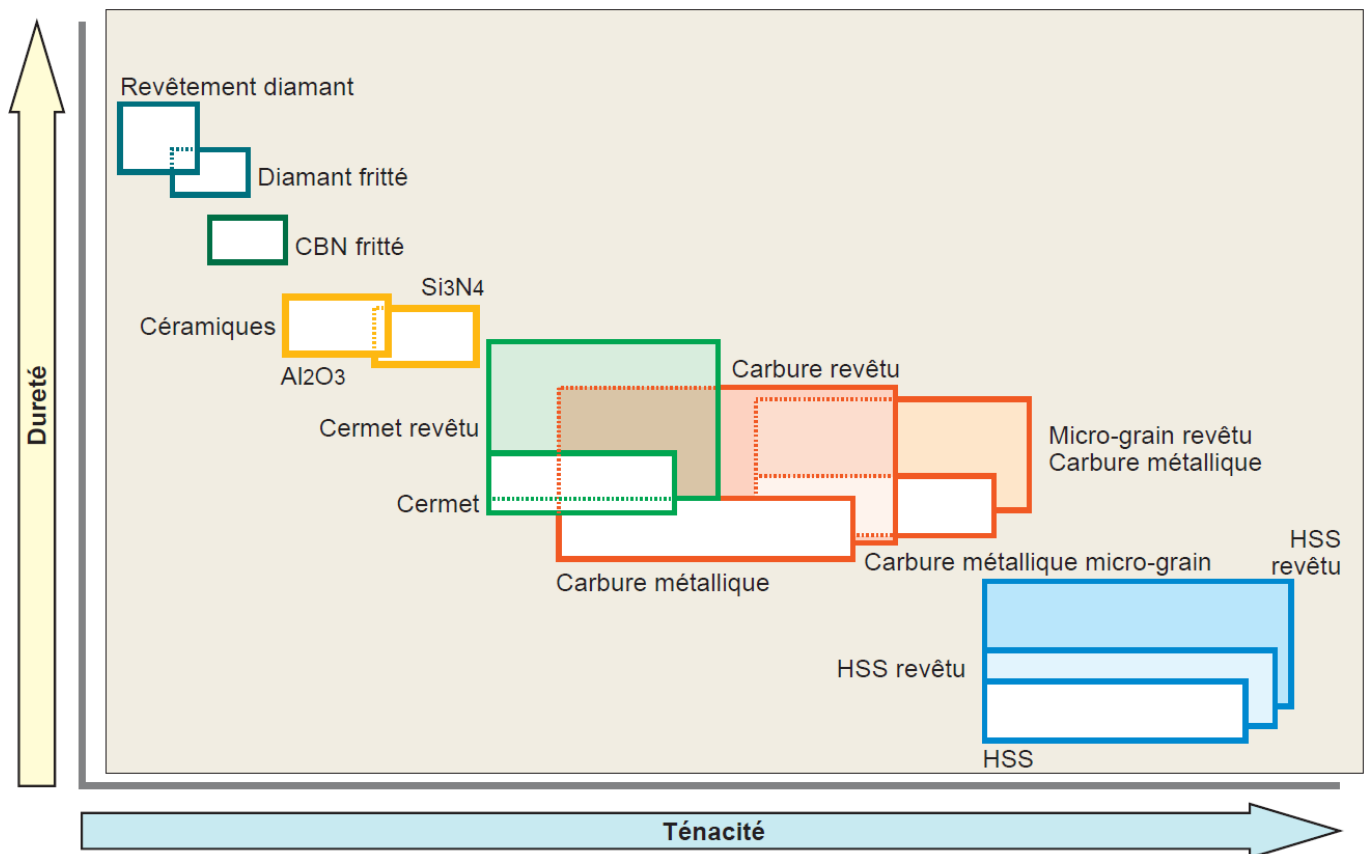 Revêtement diamant
Diamant fritté
CBN fritté
Si3N4
Céramiques
Al2O3
Carbure revêtu
Cermet revêtu
Micro-grain revêtu
Carbure métallique
Cermet
Carbure métallique micro-grain
HSS
revêtu
Carbure métallique
HSS revêtu
HSS
Dureté
Ténacité